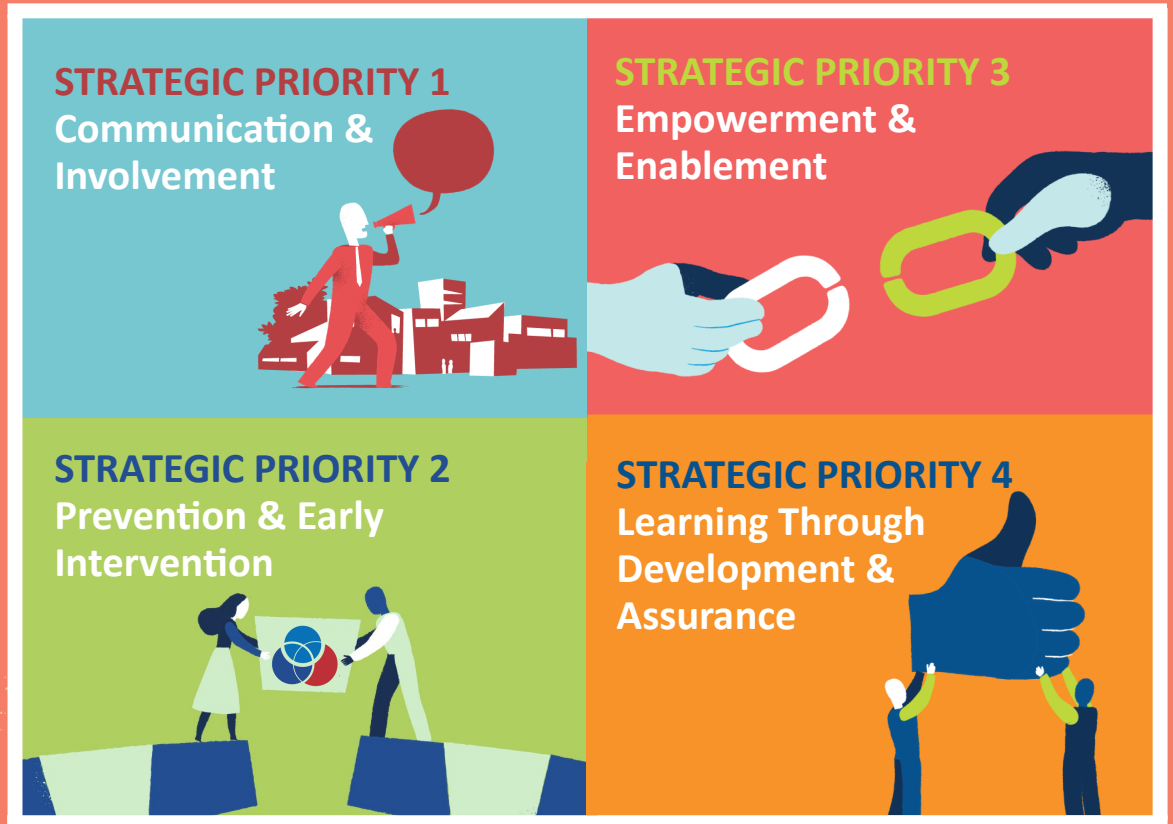 STRATEGIC PRIORITY 1
Communication &
Involvement
STRATEGIC PRIORITY 2
Prevention & Early
Intervention
STRATEGIC PRIORITY 3
Empowerment &
Enablement
STRATEGIC PRIORITY 4
Learning Through
Development &
Assurance